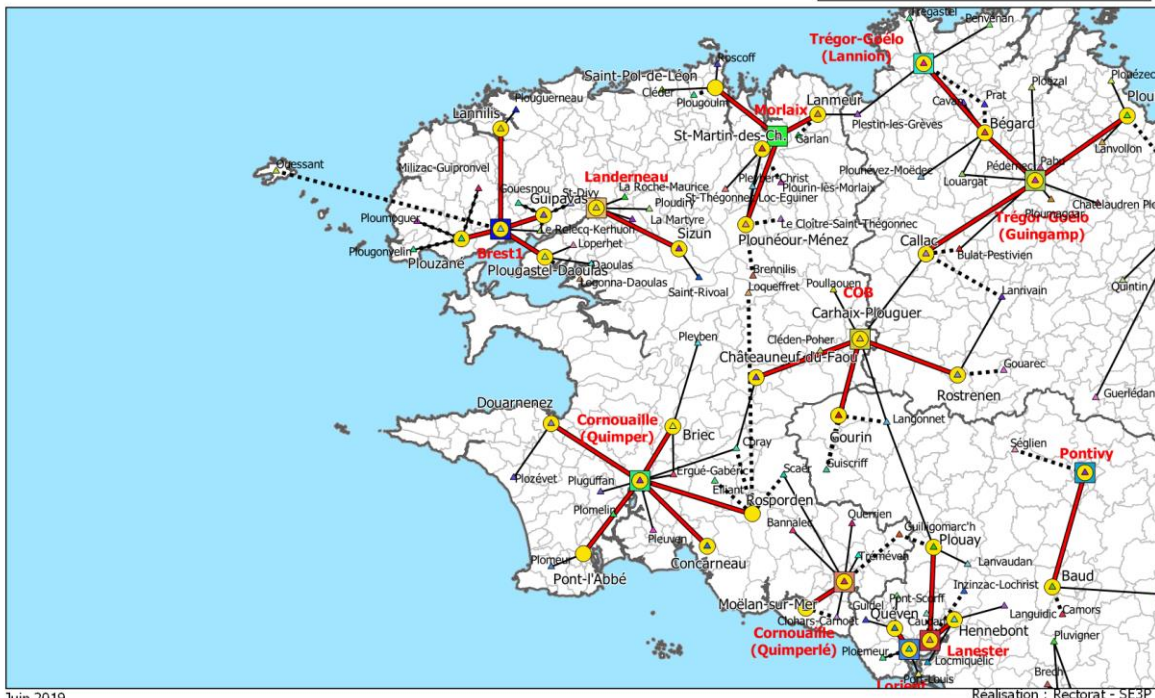 Trégastel
Penvenan
Trégor-Goëlo
(Lannion)
Roscoff
Saint-Pol-de-Léon
Cléder
Plougoulm
Ploëzal
Plouézec
Plou
Lannilis
Plouguerneau
Morlaix
Lanmeur
Cavan
Prat
Plestin-les-Grèves
Bégard
St-Martin-des-Ch.
Garlan
Lanvollon
Ouessant
Milizac-Guipronvel
Pédernec
Pabu
Plounévez-Moëdec
Louargat
Landerneau
Gouesnou
St-Divy
La Roche-Maurice
Pleyber-Christ
Plourin-lès-Morlaix
St-Thégonnec Loc-Eguiner
Guipavas
Ploudiry
Ploumagoar
Châtelaudren Plo
Ploumoguer
La Martyre
Le Cloître-Saint-Thégonnec
Trégor-Goëlo
(Guingamp)
Le Relecq-Kerhuon
Sizun
Plounéour-Ménez
Callac
Plougonvelin
Brest1
Loperhet
Bulat-Pestivien
Plouzané
Plougastel-Daoulas
Daoulas
Logonna-Daoulas
Saint-Rivoal
Brennilis
Loqueffret
Poullaouen
COB
Lanrivain
Quintin
Carhaix-Plouguer
Pleyben
Cléden-Poher
Châteauneuf-du-Faou
Gouarec
Rostrenen
Guerlédan
Douarnenez
Cornouaille
(Quimper)
Briec
Coray
Gourin
Langonnet
Séglien
Pontivy
Plozévet
Pluguffan
Ergué-Gabéric
Elliant
Scaër
Guiscriff
Plomelin
Rosporden
Bannalec
Querrien
Guilligomarc'h
Pleuven
Plomeur
Pont-l'Abbé
Concarneau
Tréméven
Plouay
Lanvaudan
Inzinzac-Lochrist
Baud
Moëlan-sur-Mer
Guidel
Pont-Scorff
Clohars-Carnoët
Quéven
Caudan
Languidic
Camors
Cornouaille
(Quimperlé)
Hennebont
Pluvigner
Ploemeur
Lanester
Locmiquélic
Port-Louis
Lorient
Brech
Juin 2019
Réalisation : Rectorat - SE3P